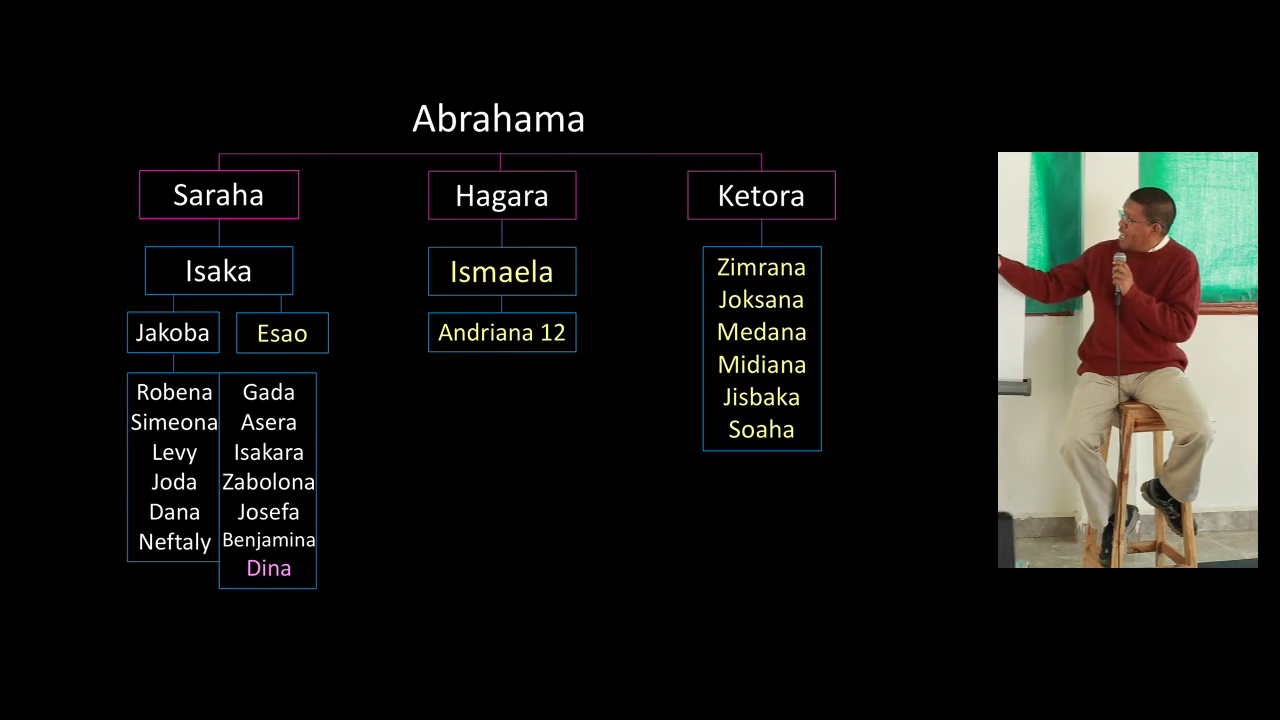 Abrahama
Saraha
Hagara
Ketora
Isaka
Ismaela
Jakoba
Esao
Andriana 12
Zimrana
Joksana
Medana
Midiana
Jisbaka
Soaha
Robena
Simeona
Levy
Joda
Dana
Neftaly
Gada
Asera
Isakara
Zabolona
Josefa
Benjamina
Dina